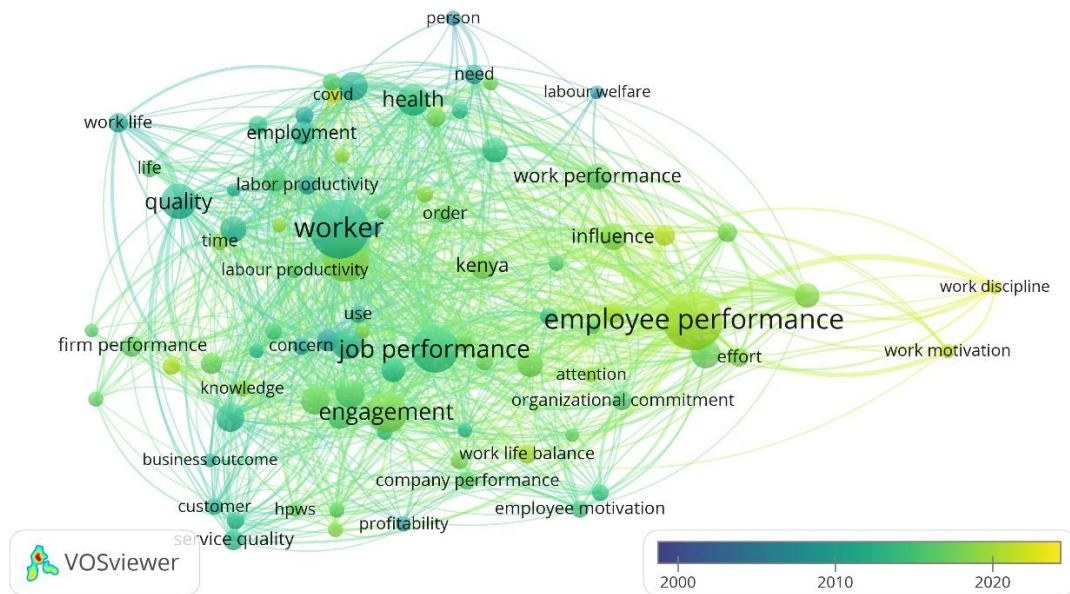 person
need
covid
health
labour welfare
work life
employment
life
labor productivity
work performance
quality
order
worker
time
influence
labour productivity
kenya
work discipline
use
employee performance
firm performance
concern
job performance
work motivation
effort
attention
knowledge
organizational commitment
engagement
work life balance
business outcome
company performance
customer
hpws
employee motivation
profitability
service quality
VOSviewer
2000
2010
2020